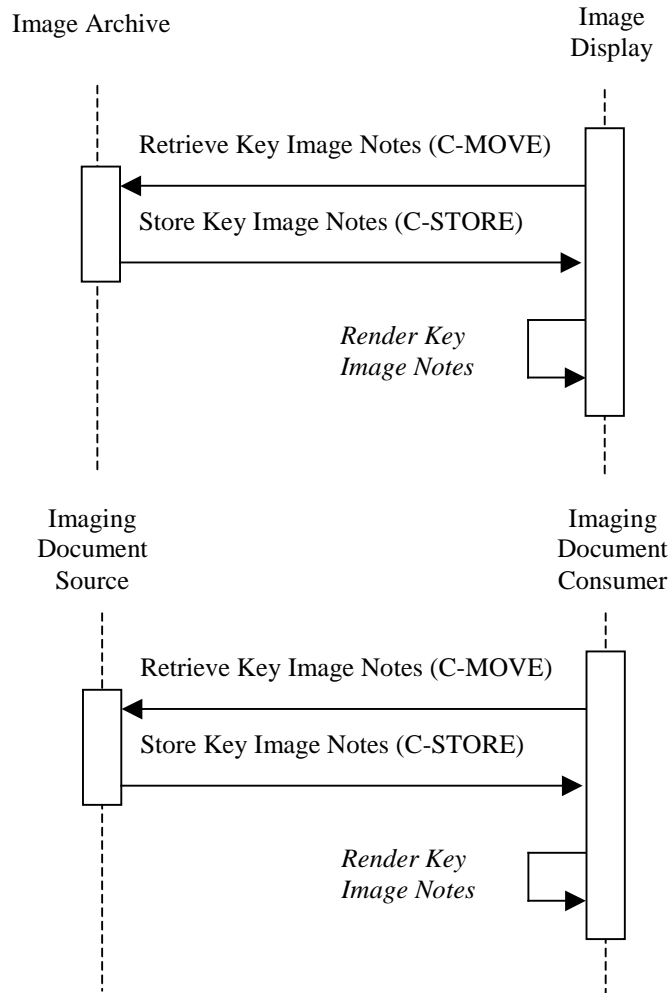 Image Archive
Image
Display
Retrieve Key Image Notes (C-MOVE)
Store Key Image Notes (C-STORE)
Render Key
Image Notes
Imaging
Document
Source
Imaging
Document
Consumer
Retrieve Key Image Notes (C-MOVE)
Store Key Image Notes (C-STORE)
Render Key
Image Notes